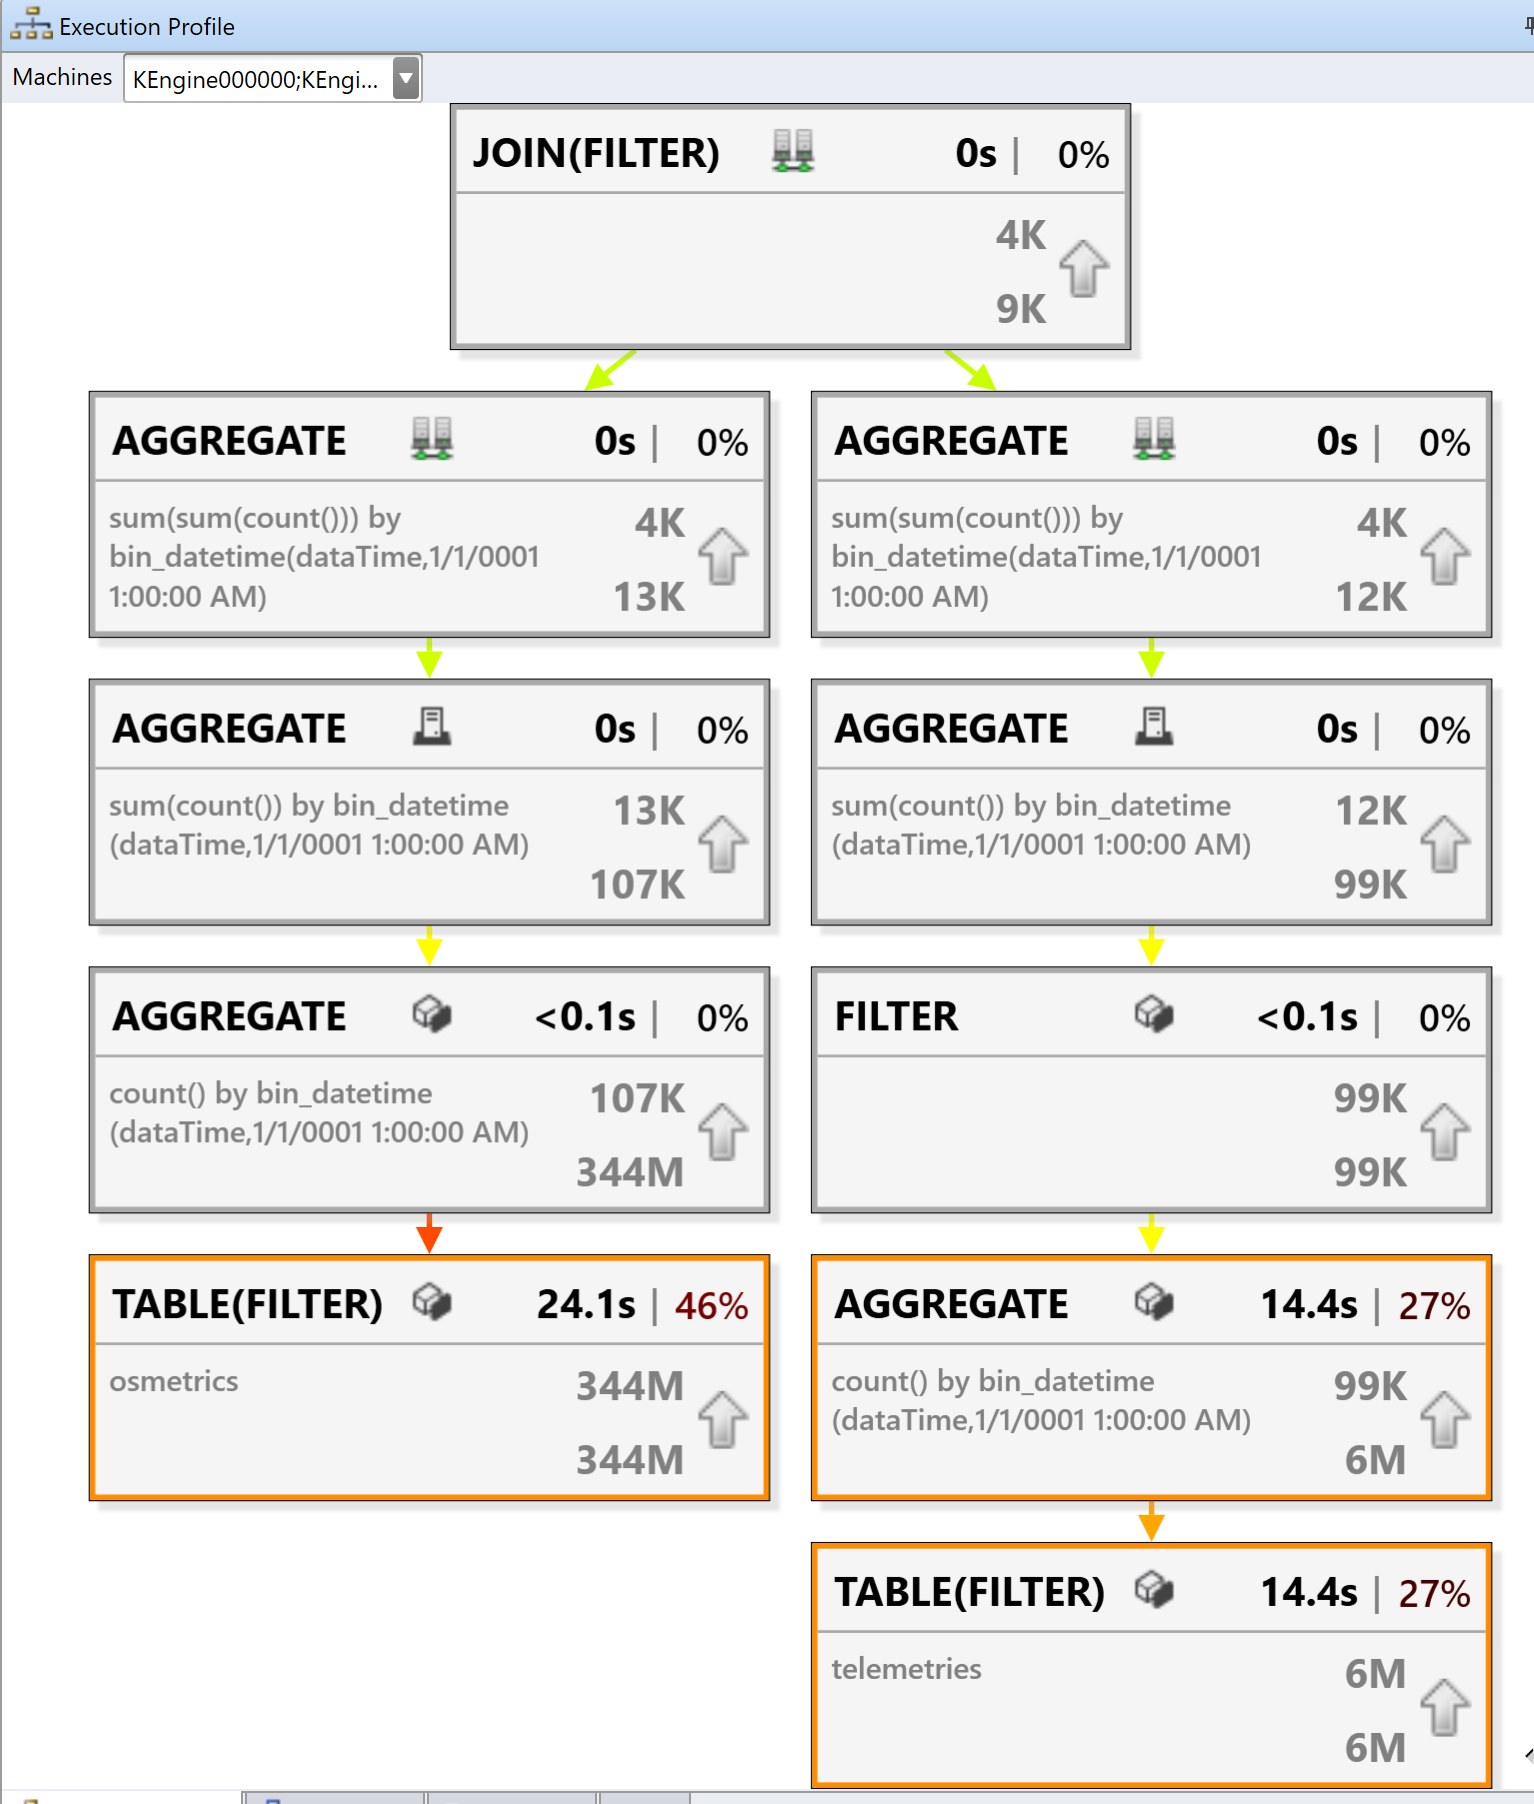 Execution Profile
Machines KEngine000000;KEngi...
JOIN(FILTER) 0s | 0%
4K
9K
AGGREGATE 0s | 0%
sum(sum(count())) by
bin_datetime(dataTime,1/1/0001
1:00:00 AM)
4K
13K
AGGREGATE 0s | 0%
sum(sum(count())) by
bin_datetime(dataTime,1/1/0001
1:00:00 AM)
4K
12K
AGGREGATE 0s | 0%
sum(count()) by bin_datetime
(dataTime,1/1/0001 1:00:00 AM)
13K
107K
AGGREGATE 0s | 0%
sum(count()) by bin_datetime
(dataTime,1/1/0001 1:00:00 AM)
12K
99K
AGGREGATE <0.1s | 0%
count() by bin_datetime
(dataTime,1/1/0001 1:00:00 AM)
107K
344M
FILTER <0.1s | 0%
99K
99K
TABLE(FILTER) 24.1s | 46%
osmetrics
344M
344M
AGGREGATE 14.4s | 27%
count() by bin_datetime
(dataTime,1/1/0001 1:00:00 AM)
99K
6M
TABLE(FILTER) 14.4s | 27%
telemetries
6M
6M